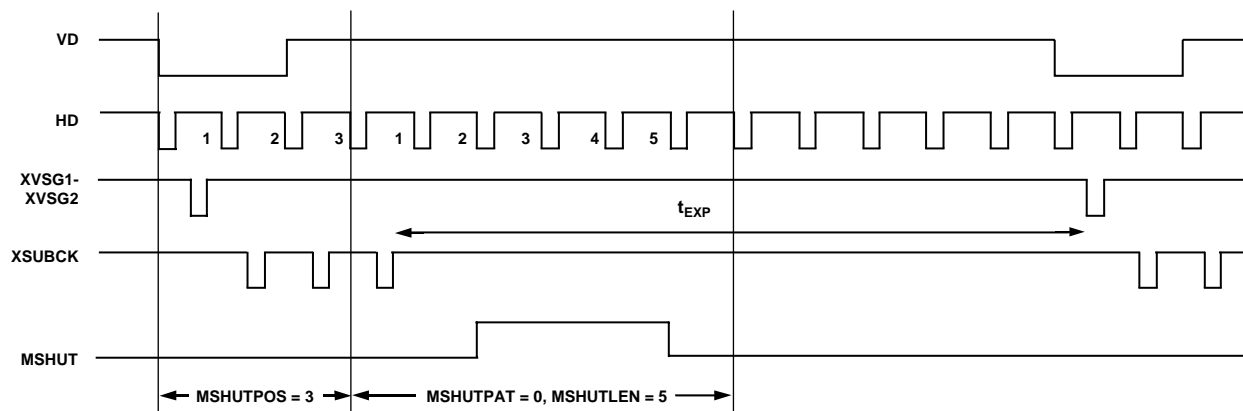 VD
HD
1 2 3 1 2 3 4 5
XVSG1-
XVSG2
tEXP
XSUBCK
MSHUT
MSHUTPOS = 3
MSHUTPAT = 0, MSHUTLEN = 5